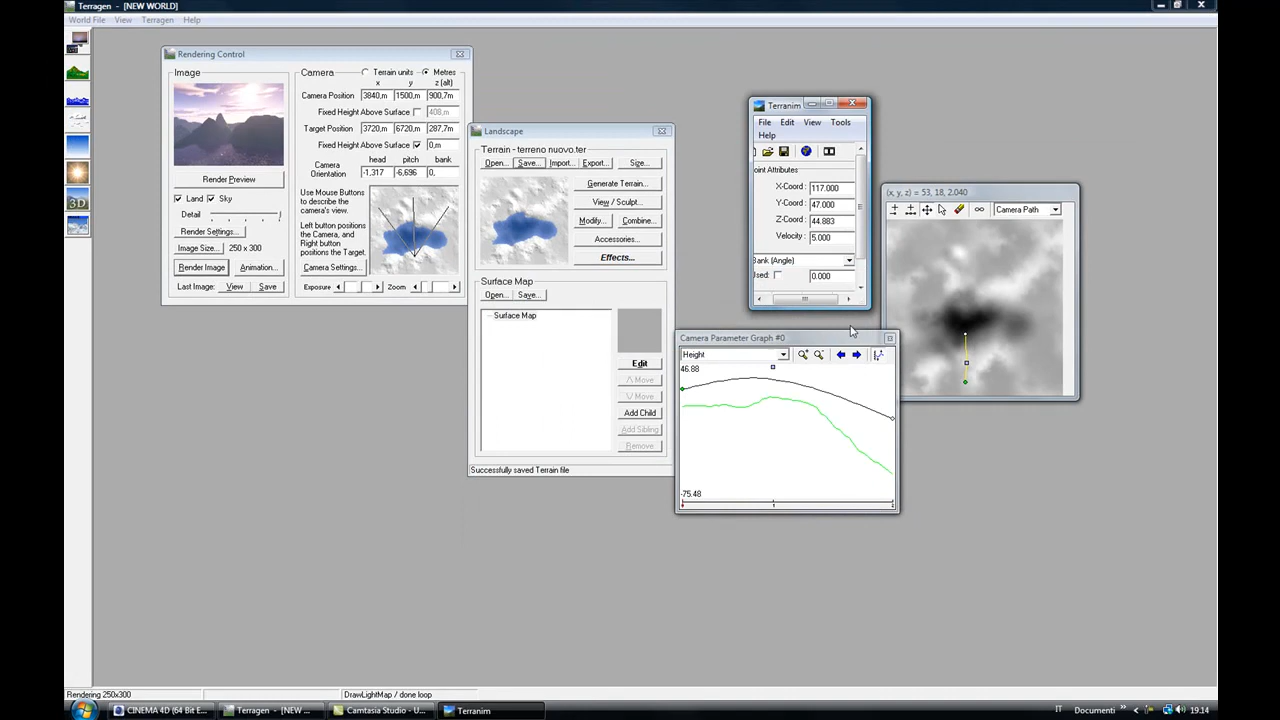 Terragen - [NEW WORLD]
World File View Terragen Help
Rendering Control
Image
Render Preview
Land Sky
Detail
Render Settings...
Image Size... 250 x 300
Render Image Animation...
Last Image: View Save
Camera Terrain units Metres
x y z (alt)
Camera Position 3840,m 1500,m 900,7m
Fixed Height Above Surface 408,m
Target Position 3720,m 6720,m 287,7m
Fixed Height Above Surface 0,m
head pitch bank
Camera Orientation -1,317 -6,696 0,
Use Mouse Buttons to describe the camera's view.
Left button positions the Camera, and Right button positions the Target.
Camera Settings...
Exposure Zoom
Landscape
Terrain - terreno nuovo.ter
Open... Save... Import... Export... Size...
Generate Terrain...
View / Sculpt...
Modify... Combine...
Accessories...
Effects...
Surface Map
Open... Save...
Surface Map
Edit
Λ Move
V Move
Add Child
Add Sibling
Remove
Successfully saved Terrain file
Terranim
File Edit View Tools
Help
oint Attributes
X-Coord : 117.000
Y-Coord : 47.000
Z-Coord : 44.883
Velocity : 5.000
Bank (Angle)
Used: 0.000
(x, y, z) = 53, 18, 2.040
Camera Path
Camera Parameter Graph #0
Height
46.88
-75.48
1 2
Rendering 250x300 DrawLightMap / done loop
CINEMA 4D (64 Bit E... Terragen - [NEW ... Camtasia Studio - U... Terranim IT Documenti 19.14